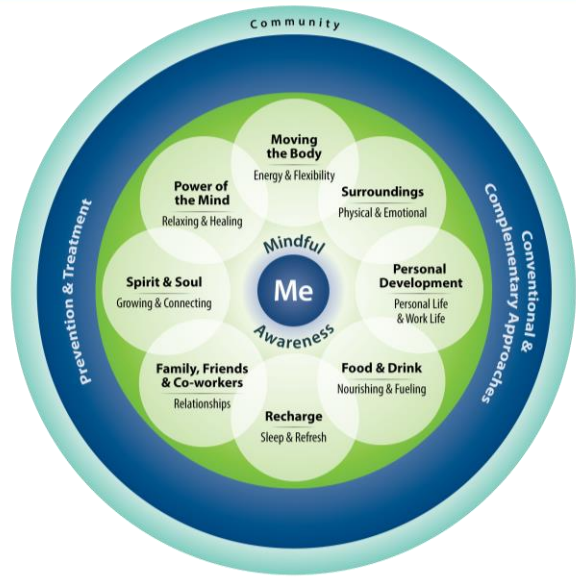 Community
Prevention & Treatment
Conventional &
Complementary Approaches
Moving
the Body
Energy & Flexibility
Surroundings
Physical & Emotional
Personal
Development
Personal Life
& Work Life
Food & Drink
Nourishing & Fueling
Recharge
Sleep & Refresh
Family, Friends
& Co-workers
Relationships
Spirit & Soul
Growing & Connecting
Power of
the Mind
Relaxing & Healing
Mindful
Me
Awareness